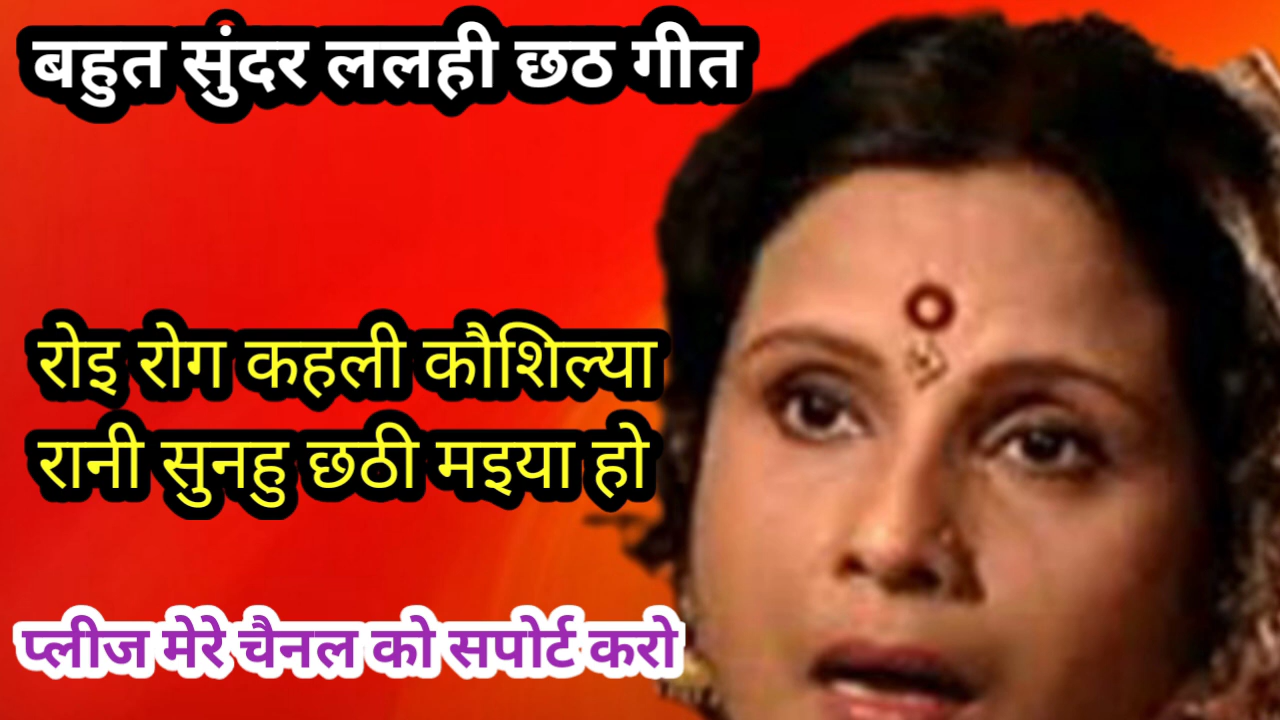 बहुत सुंदर ललही छठ गीत
रोइ रोग कहली कौशिल्या
रानी सुनहु छठी मइया हो
प्लीज मेरे चैनल को सपोर्ट करो